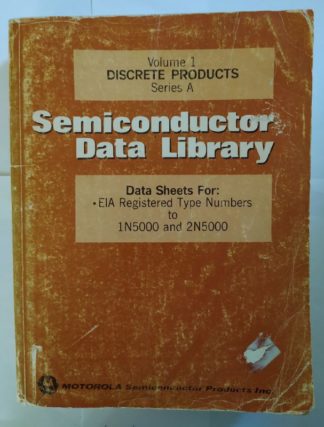 Volume 1
DISCRETE PRODUCTS
Series A
Semiconductor
Data Library
Data Sheets For:
•EIA Registered Type Numbers
to
1N5000 and 2N5000
MOTOROLA Semiconductor Products Inc.